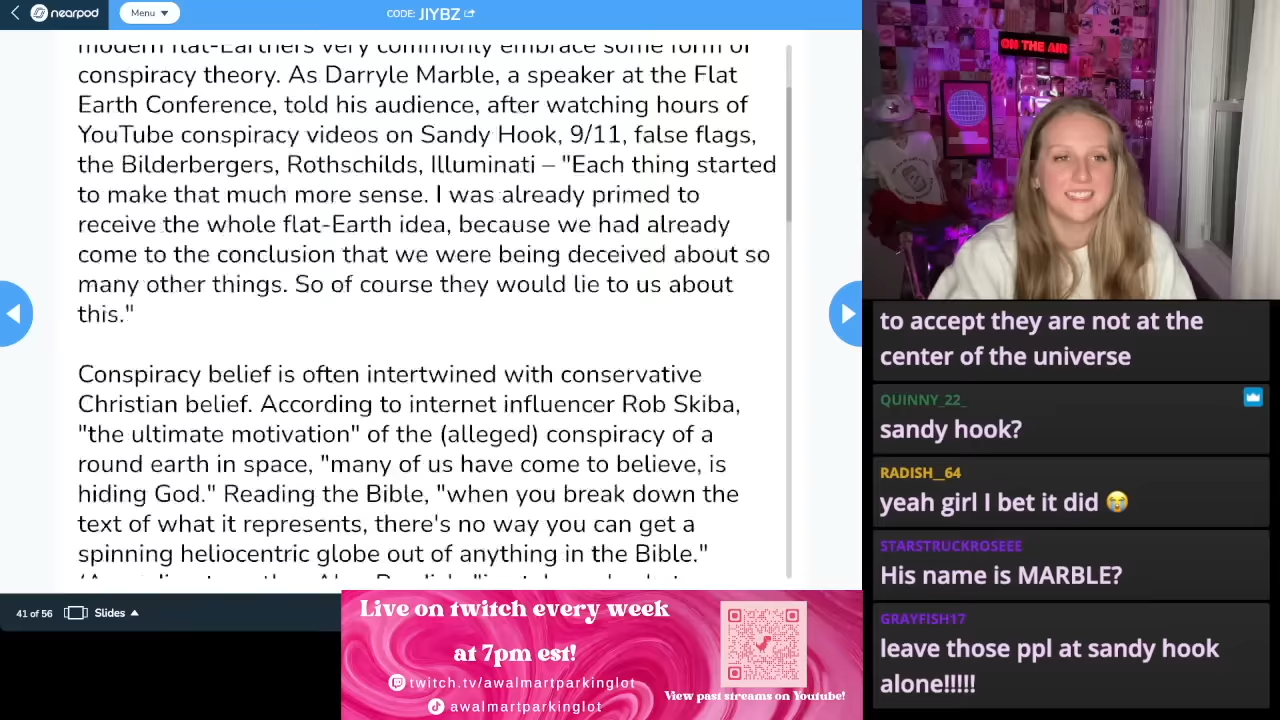 nearpod
Menu
CODE: JIYBZ
modern flat-Earthers very commonly embrace some form of
conspiracy theory. As Darryle Marble, a speaker at the Flat
Earth Conference, told his audience, after watching hours of
YouTube conspiracy videos on Sandy Hook, 9/11, false flags,
the Bilderbergers, Rothschilds, Illuminati – "Each thing started
to make that much more sense. I was already primed to
receive the whole flat-Earth idea, because we had already
come to the conclusion that we were being deceived about so
many other things. So of course they would lie to us about
this."
Conspiracy belief is often intertwined with conservative
Christian belief. According to internet influencer Rob Skiba,
"the ultimate motivation" of the (alleged) conspiracy of a
round earth in space, "many of us have come to believe, is
hiding God." Reading the Bible, "when you break down the
text of what it represents, there's no way you can get a
spinning heliocentric globe out of anything in the Bible."
41 of 56
Slides
Live on twitch every week
at 7pm est!
twitch.tv/awalmartparkinglot
awalmartparkinglot
View past streams on Youtube!
ON THE AIR
to accept they are not at the
center of the universe
QUINNY_22_
sandy hook?
RADISH__64
yeah girl I bet it did 😭
STARSTRUCKROSEEE
His name is MARBLE?
GRAYFISH17
leave those ppl at sandy hook
alone!!!!!